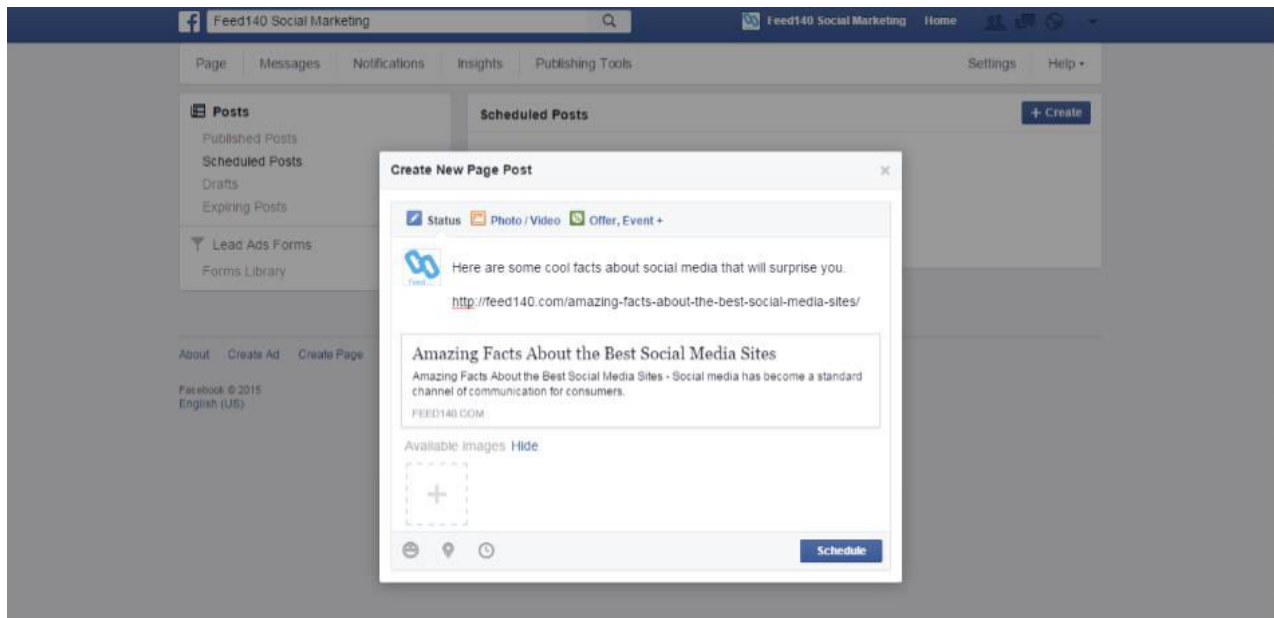 Feed140 Social Marketing
Feed140 Social Marketing Home
Page Messages Notifications Insights Publishing Tools Settings Help
Posts
Published Posts
Scheduled Posts
Drafts
Expiring Posts
Lead Ads Forms
Forms Library
Scheduled Posts
+ Create
Create New Page Post
Status Photo / Video Offer, Event +
Here are some cool facts about social media that will surprise you.
http://feed140.com/amazing-facts-about-the-best-social-media-sites/
Amazing Facts About the Best Social Media Sites
Amazing Facts About the Best Social Media Sites - Social media has become a standard
channel of communication for consumers.
FEED140.COM
Available Images Hide
Schedule
About Create Ad Create Page
Facebook © 2015
English (US)